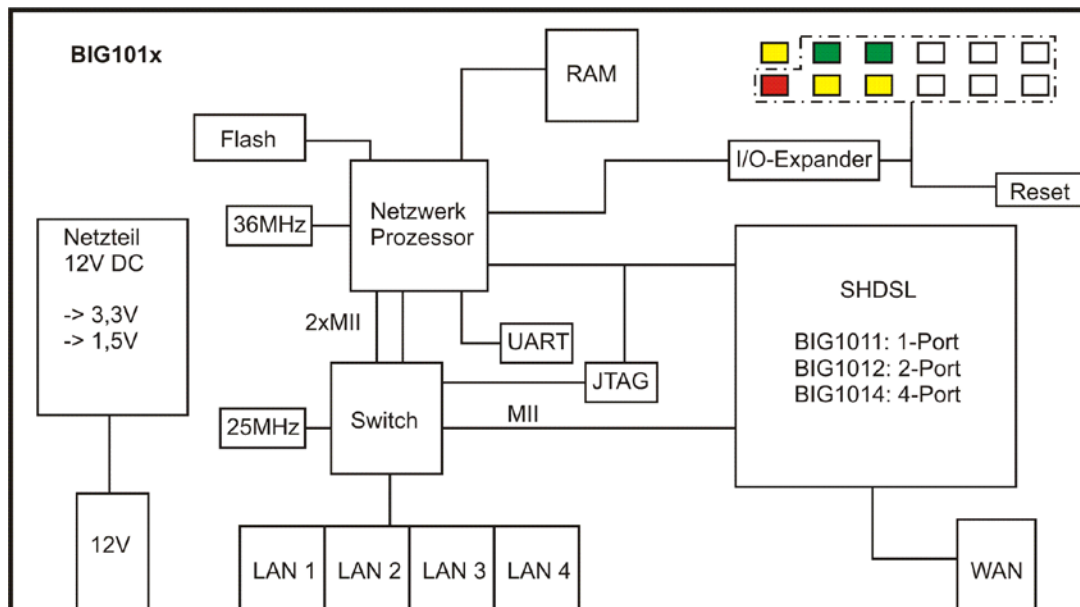 BIG101x
RAM
Flash
I/O-Expander
Reset
36MHz
Netzwerk
Prozessor
Netzteil
12V DC
-> 3,3V
-> 1,5V
SHDSL
BIG1011: 1-Port
BIG1012: 2-Port
BIG1014: 4-Port
2xMII
UART
JTAG
25MHz
Switch
MII
12V
LAN 1
LAN 2
LAN 3
LAN 4
WAN